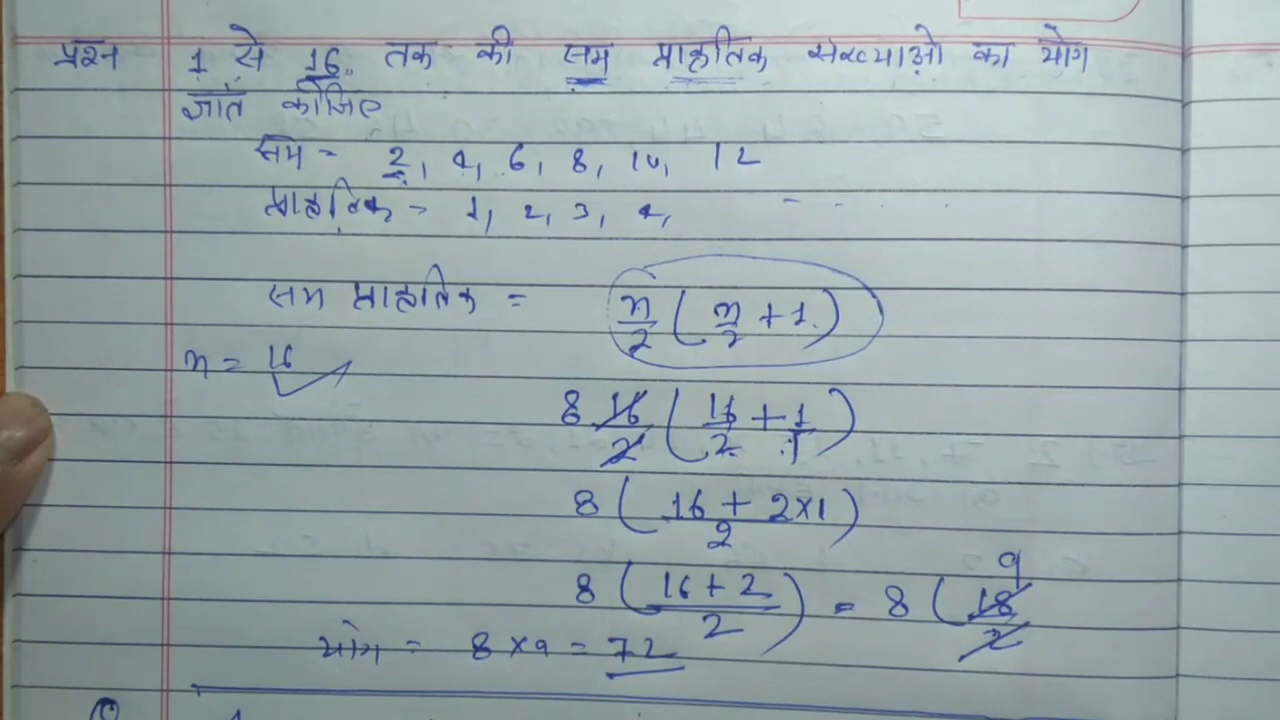 प्रश्न 1 से 16 तक की सम प्राकृतिक संख्याओं का योग
ज्ञात कीजिए
सम = 2, 4, 6, 8, 10, 12
प्राकृतिक - 1, 2, 3, 4, - . . . . .
सम प्राकृतिक = n/2 ( n/2 + 1 )
n = 16
8 16/2 ( 16/2 + 1/1 )
8 ( 16 + 2×1 / 2 )
8 ( 16 + 2 / 2 ) = 8 ( 18/2 9
योग = 8 × 9 = 72